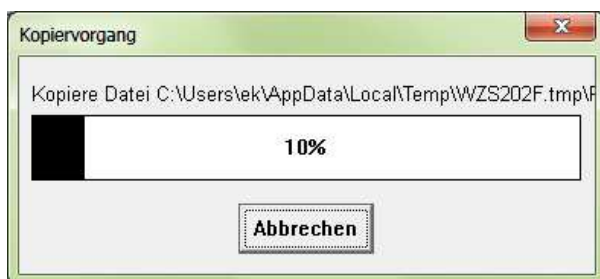 Kopiervorgang
Kopiere Datei C:\Users\ek\AppData\Local\Temp\WZS202F.tmp\
10%
Abbrechen